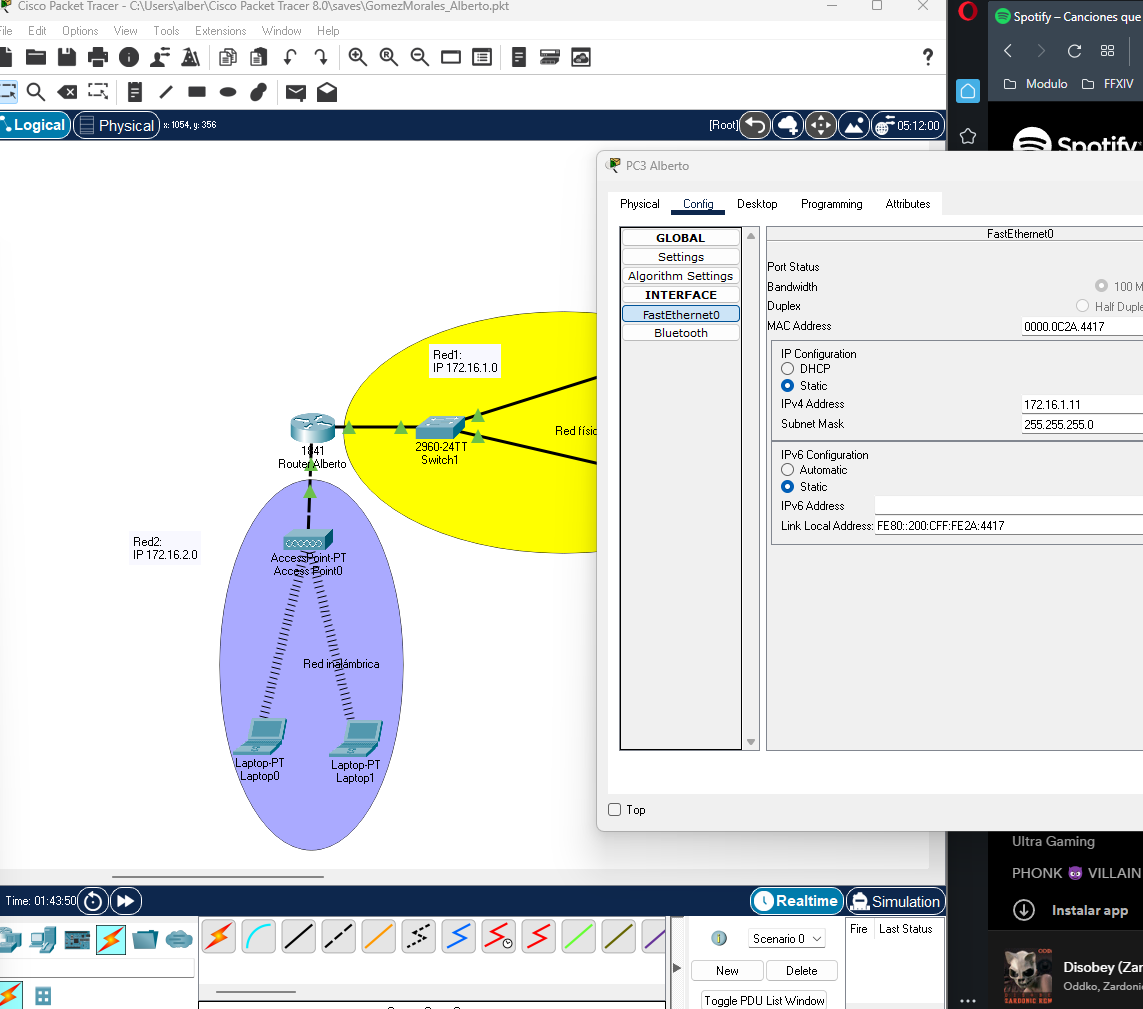 Cisco Packet Tracer - C:\Users\alber\Cisco Packet Tracer 8.0\saves\GomezMorales_Alberto.pkt
File Edit Options View Tools Extensions Window Help
Logical Physical x: 1054, y: 356
[Root] 05:12:00
Spotify – Canciones que
Modulo FFXIV
Spotify
PC3 Alberto
Physical Config Desktop Programming Attributes
GLOBAL
Settings
Algorithm Settings
INTERFACE
FastEthernet0
Bluetooth
FastEthernet0
Port Status
Bandwidth 100 M
Duplex Half Duple
MAC Address 0000.0C2A.4417
IP Configuration
DHCP
Static
IPv4 Address 172.16.1.11
Subnet Mask 255.255.255.0
IPv6 Configuration
Automatic
Static
IPv6 Address
Link Local Address: FE80::200:CFF:FE2A:4417
Top
Red1:
IP 172.16.1.0
Red físic
2960-24TT
Switch1
1841
Router Alberto
Red2:
IP 172.16.2.0
AccessPoint-PT
Access Point0
Red inalámbrica
Laptop-PT
Laptop0
Laptop-PT
Laptop1
Ultra Gaming
PHONK 😈 VILLAIN
Instalar app
Disobey (Zar
Oddko, Zardonic
Time: 01:43:50
Realtime Simulation
Scenario 0
New Delete
Toggle PDU List Window
Fire Last Status